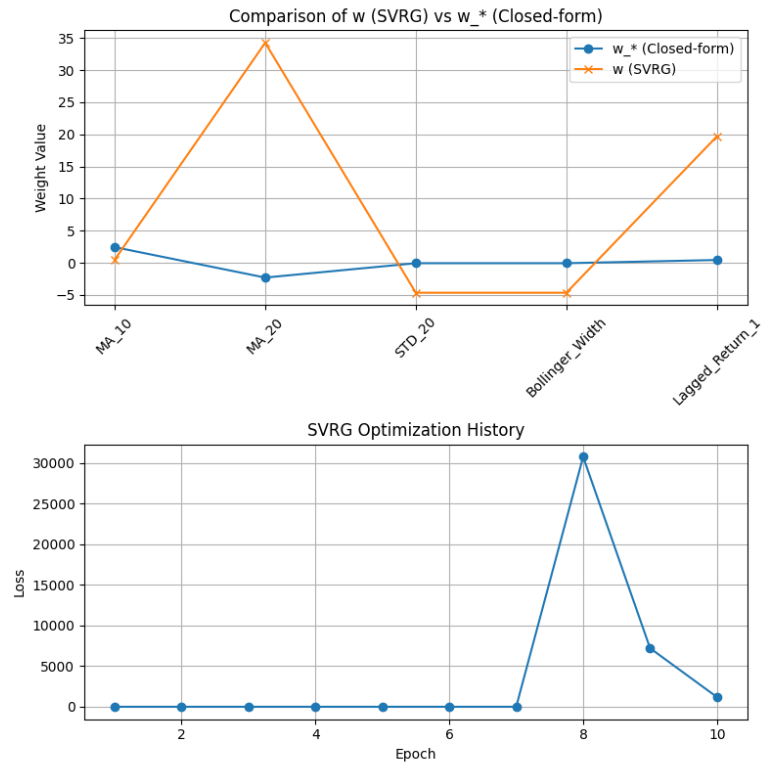 Comparison of w (SVRG) vs w_* (Closed-form)
35
30
25
20
15
10
5
0
−5
Weight Value
w_* (Closed-form)
w (SVRG)
MA_10
MA_20
STD_20
Bollinger_Width
Lagged_Return_1
SVRG Optimization History
30000
25000
20000
15000
10000
5000
0
Loss
2 4 6 8 10
Epoch